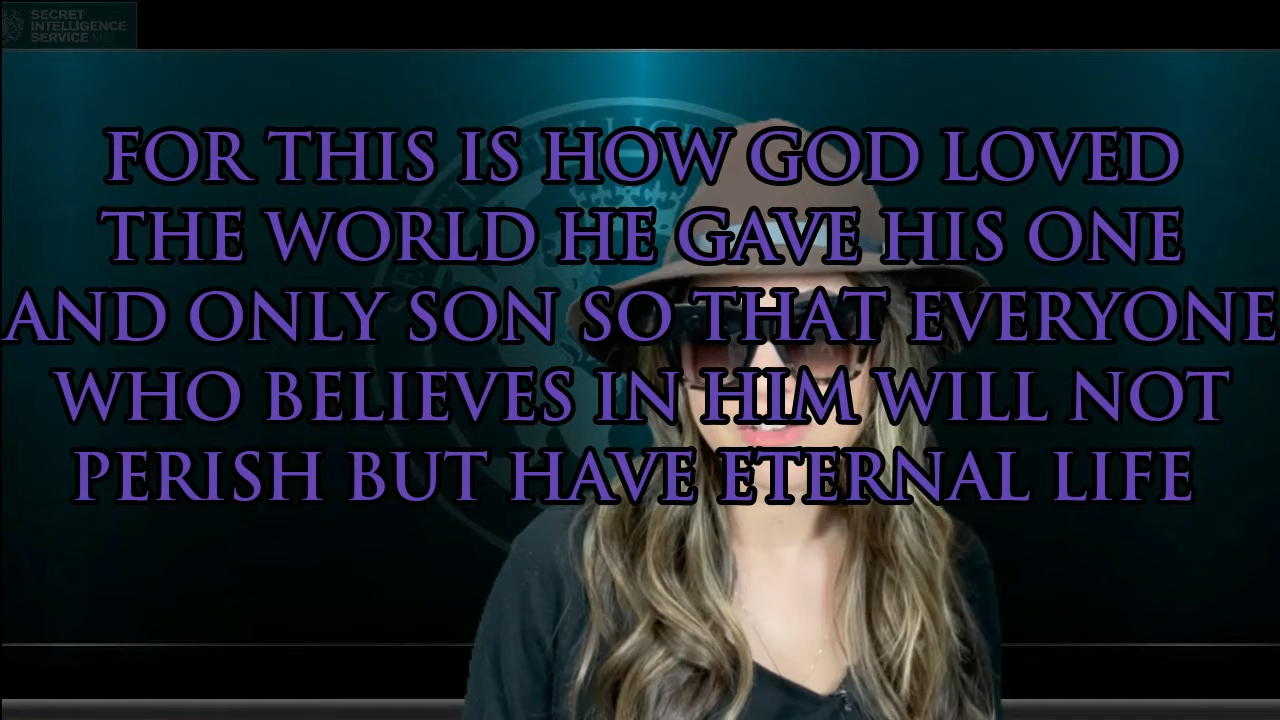 SECRET
INTELLIGENCE
SERVICE MI6
FOR THIS IS HOW GOD LOVED
THE WORLD HE GAVE HIS ONE
AND ONLY SON SO THAT EVERYONE
WHO BELIEVES IN HIM WILL NOT
PERISH BUT HAVE ETERNAL LIFE